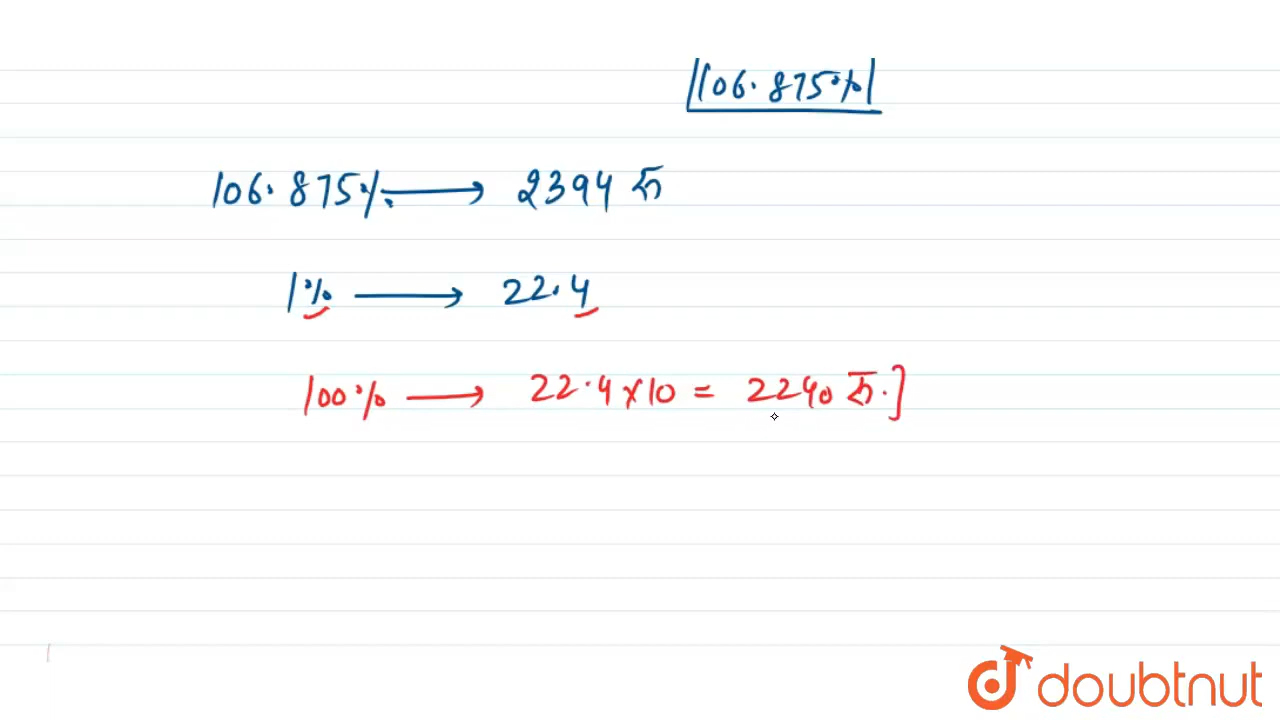 106.875%
106.875% → 2394 रु
1% → 22.4
100% → 22.4×10 = 2240 रु.]
doubtnut